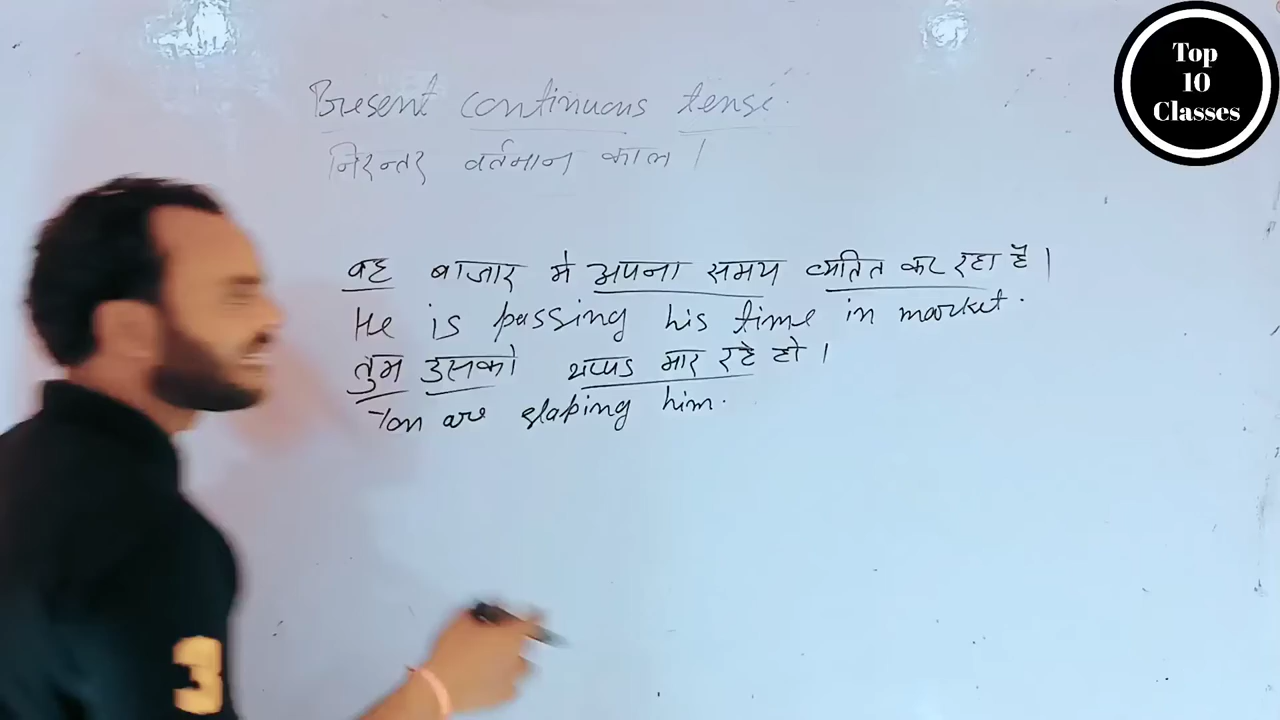 Present continuous tense.
निरन्तर वर्तमान काल ।
वह बाजार मे अपना समय व्यतित कर रहा है ।
He is passing his time in market.
तुम उसको थप्पड मार रहे हो ।
You are slaping him.
Top
10
Classes
3